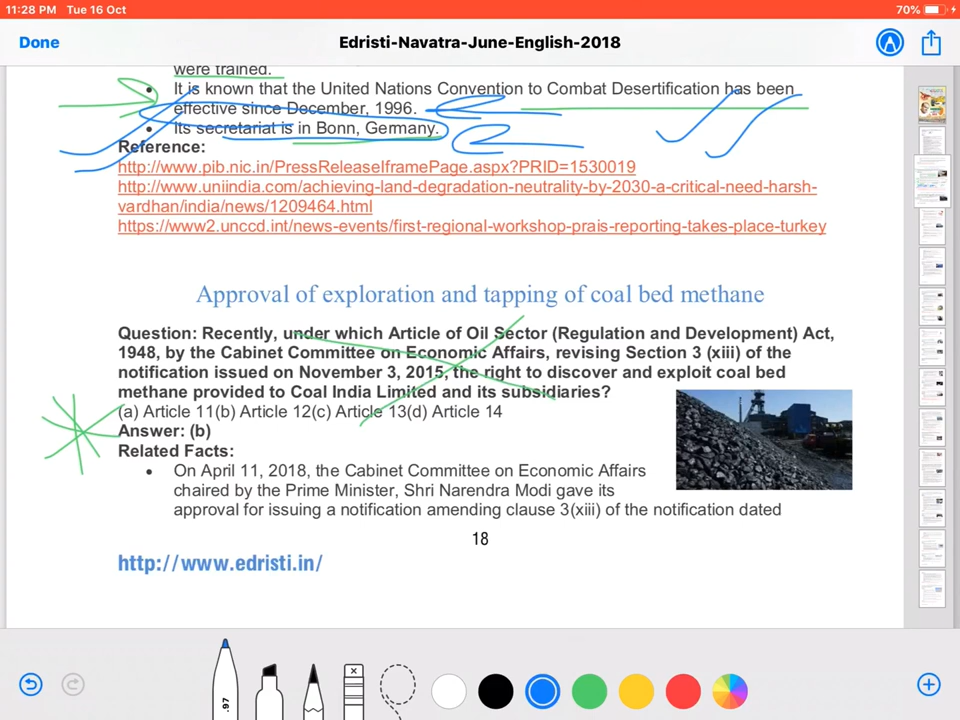 11:28 PM Tue 16 Oct
70%
Done
Edristi-Navatra-June-English-2018
were trained.
• It is known that the United Nations Convention to Combat Desertification has been
effective since December, 1996.
• Its secretariat is in Bonn, Germany.
Reference:
http://www.pib.nic.in/PressReleaseIframePage.aspx?PRID=1530019
http://www.uniindia.com/achieving-land-degradation-neutrality-by-2030-a-critical-need-harsh-
vardhan/india/news/1209464.html
https://www2.unccd.int/news-events/first-regional-workshop-prais-reporting-takes-place-turkey
Approval of exploration and tapping of coal bed methane
Question: Recently, under which Article of Oil Sector (Regulation and Development) Act,
1948, by the Cabinet Committee on Economic Affairs, revising Section 3 (xiii) of the
notification issued on November 3, 2015, the right to discover and exploit coal bed
methane provided to Coal India Limited and its subsidiaries?
(a) Article 11(b) Article 12(c) Article 13(d) Article 14
Answer: (b)
Related Facts:
• On April 11, 2018, the Cabinet Committee on Economic Affairs
chaired by the Prime Minister, Shri Narendra Modi gave its
approval for issuing a notification amending clause 3(xiii) of the notification dated
18
http://www.edristi.in/
.97